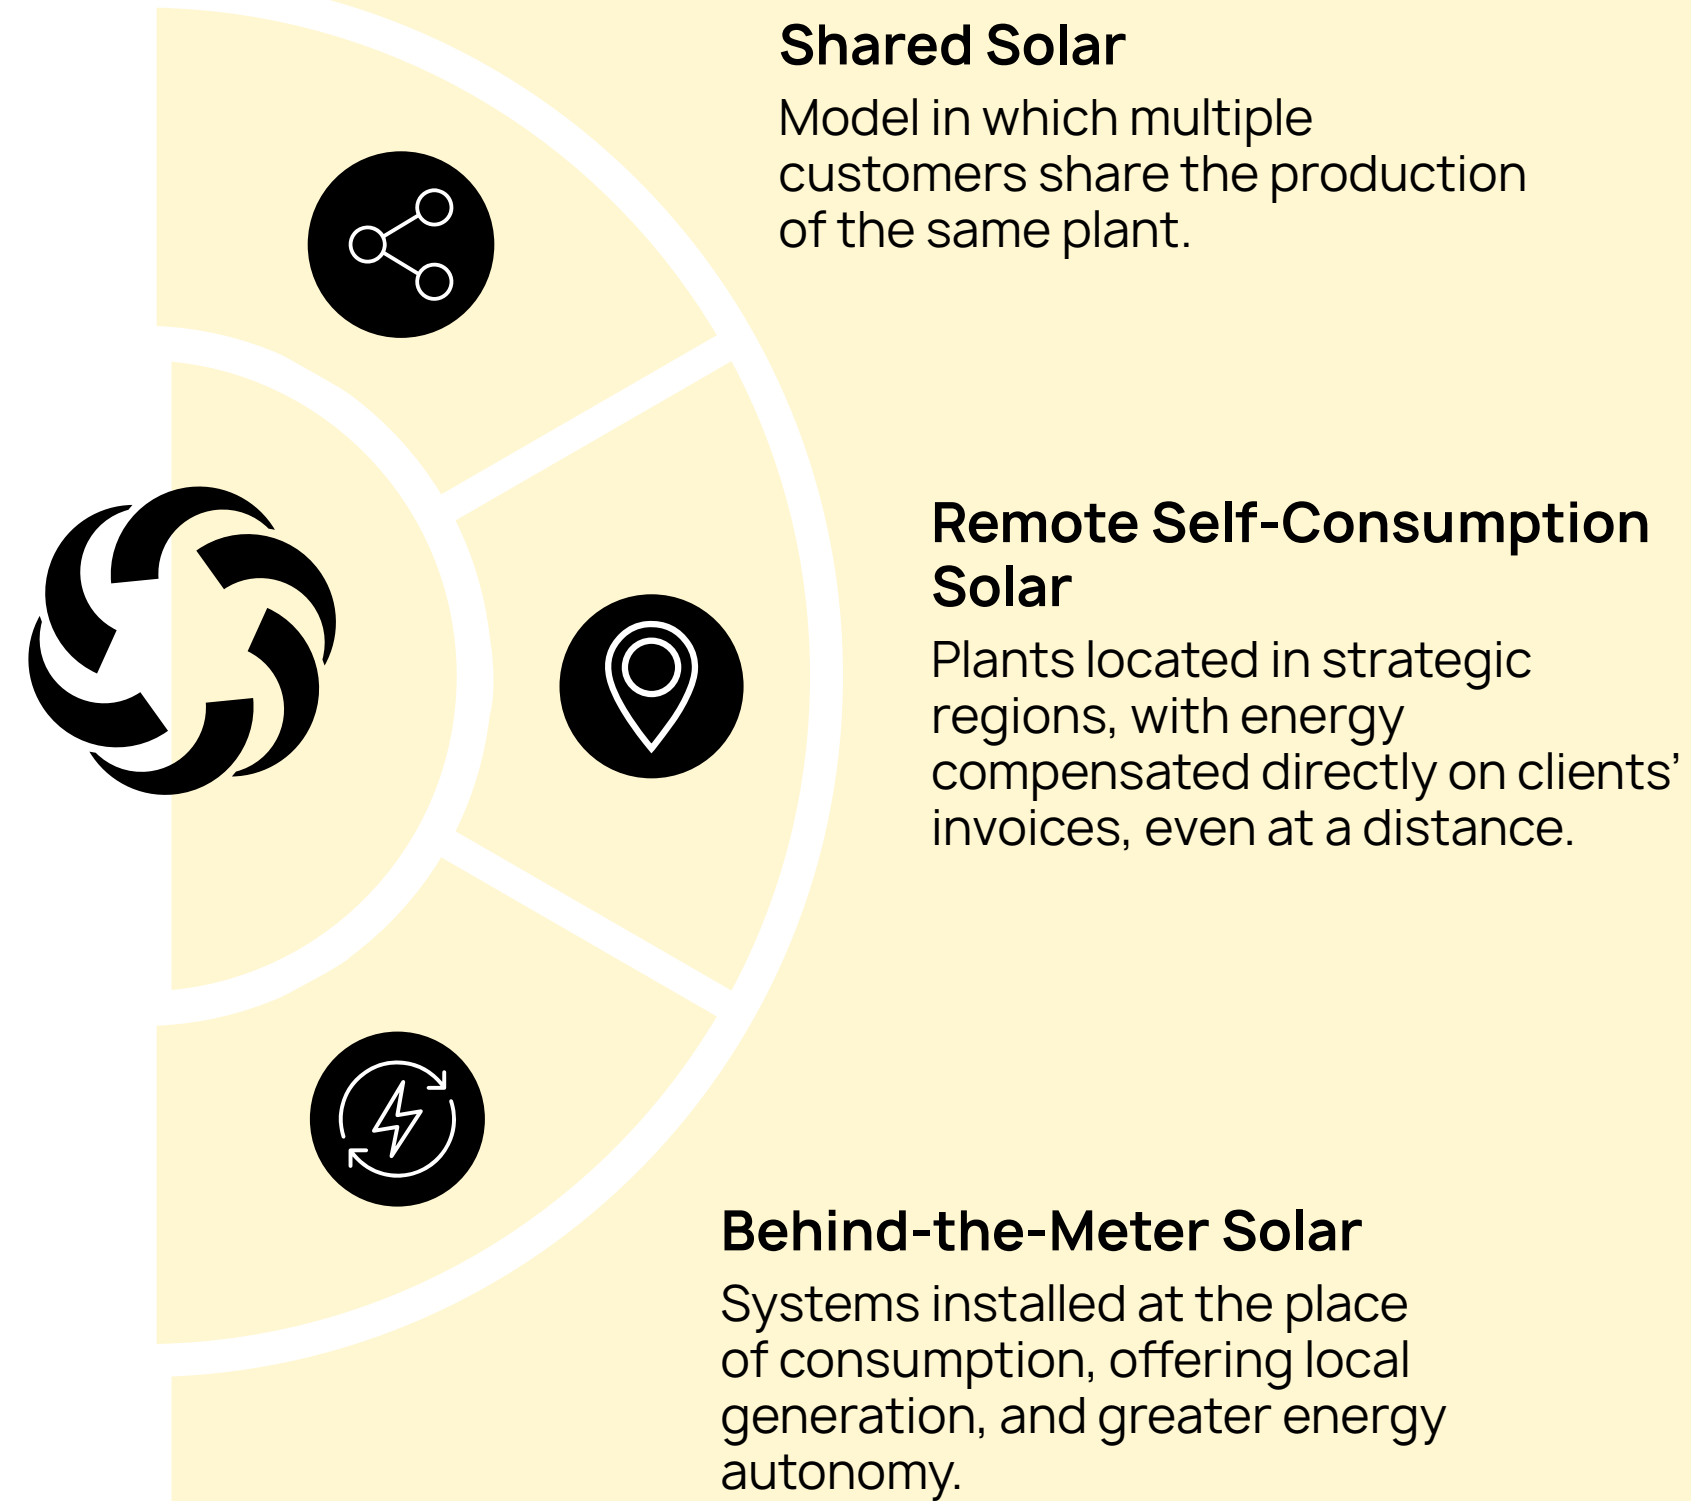 Shared Solar
Model in which multiple
customers share the production
of the same plant.
Remote Self-Consumption
Solar
Plants located in strategic
regions, with energy
compensated directly on clients’
invoices, even at a distance.
Behind-the-Meter Solar
Systems installed at the place
of consumption, offering local
generation, and greater energy
autonomy.